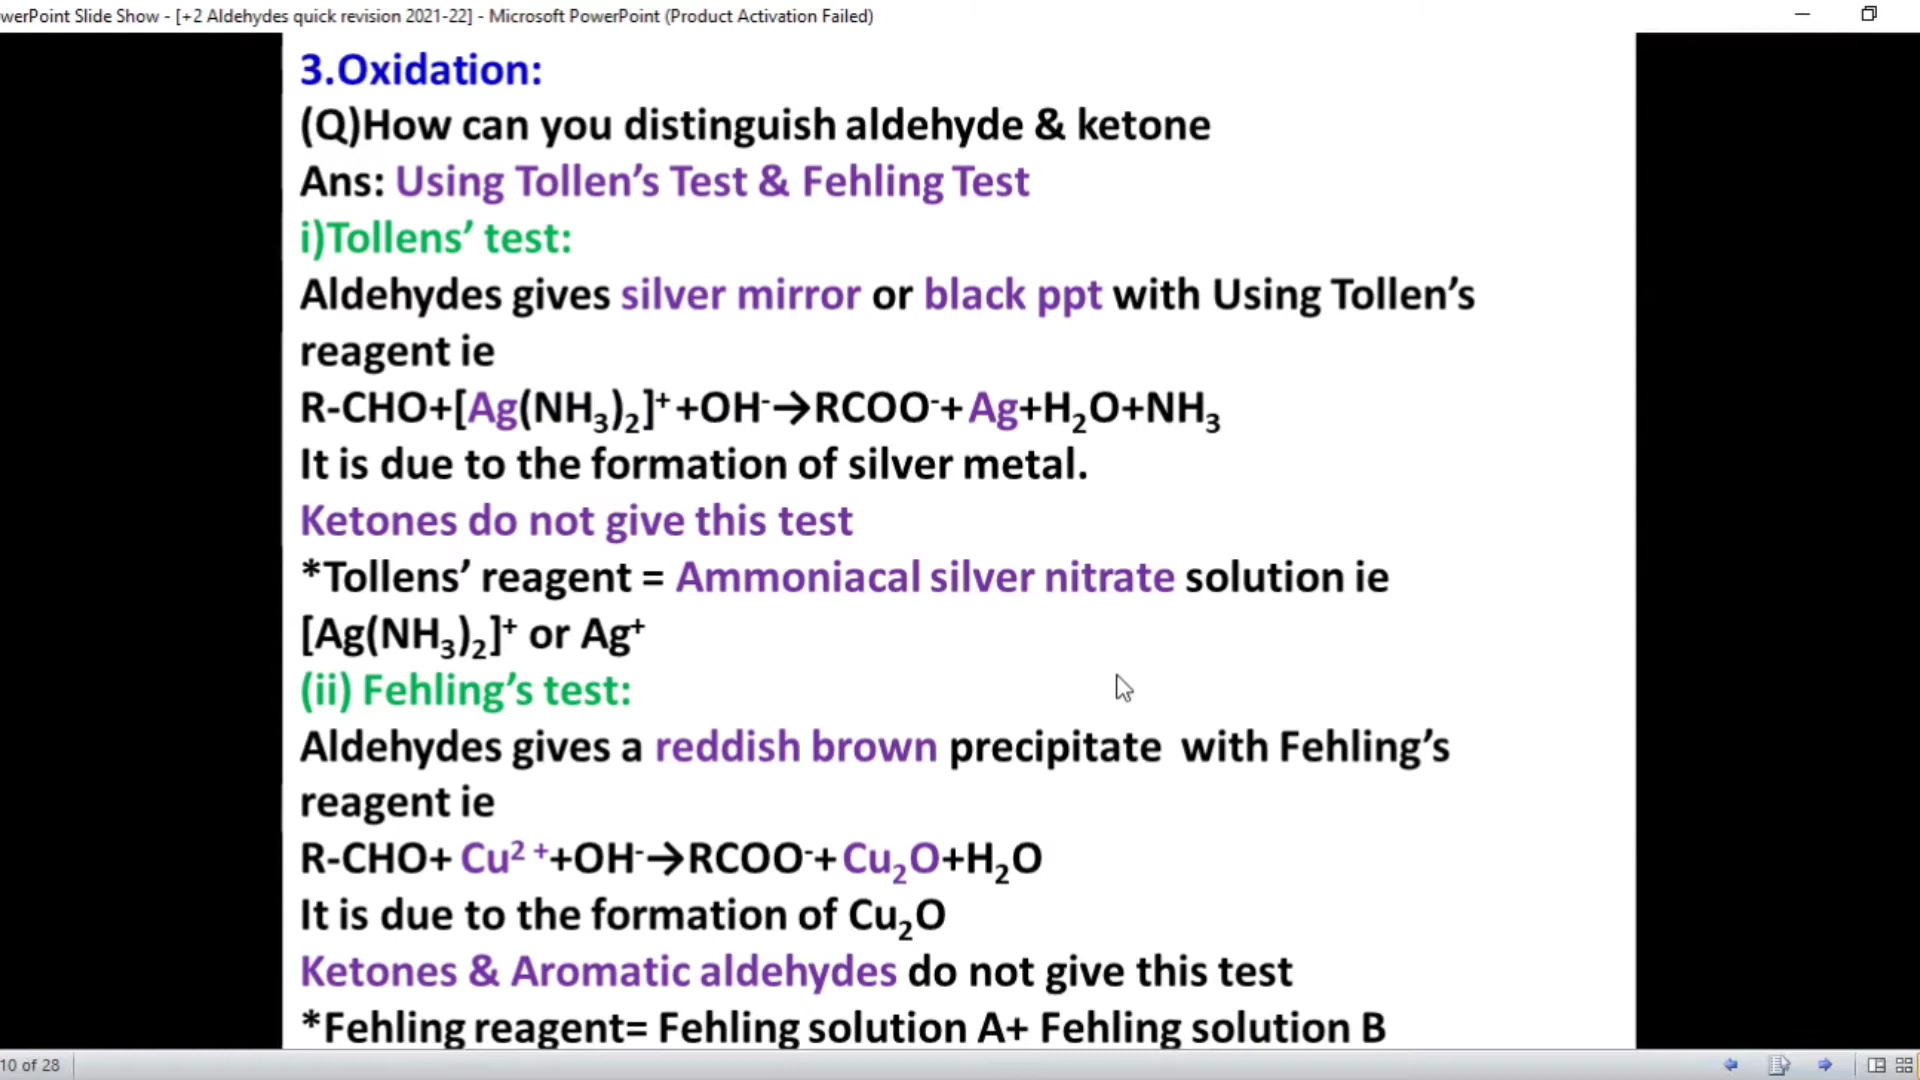 werPoint Slide Show - [+2 Aldehydes quick revision 2021-22] - Microsoft PowerPoint (Product Activation Failed)
3.Oxidation:
(Q)How can you distinguish aldehyde & ketone
Ans: Using Tollen’s Test & Fehling Test
i)Tollens’ test:
Aldehydes gives silver mirror or black ppt with Using Tollen’s
reagent ie
R-CHO+[Ag(NH₃)₂]⁺+OH⁻→RCOO⁻+Ag+H₂O+NH₃
It is due to the formation of silver metal.
Ketones do not give this test
*Tollens’ reagent = Ammoniacal silver nitrate solution ie
[Ag(NH₃)₂]⁺ or Ag⁺
(ii) Fehling’s test:
Aldehydes gives a reddish brown precipitate with Fehling’s
reagent ie
R-CHO+ Cu² ⁺+OH⁻→RCOO⁻+Cu₂O+H₂O
It is due to the formation of Cu₂O
Ketones & Aromatic aldehydes do not give this test
*Fehling reagent= Fehling solution A+ Fehling solution B
10 of 28